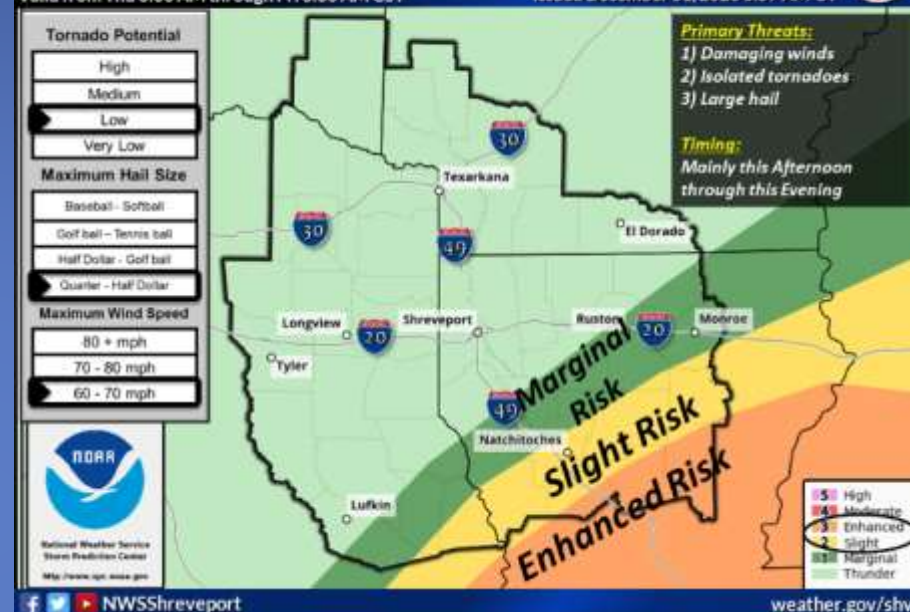 Tornado Potential
High
Medium
Low
Very Low
Maximum Hail Size
Baseball - Softball
Golf ball - Tennis ball
Half Dollar - Golf ball
Quarter - Half Dollar
Maximum Wind Speed
80 + mph
70 - 80 mph
60 - 70 mph
NOAA
National Weather Service
Storm Prediction Center
Primary Threats:
1) Damaging winds
2) Isolated tornadoes
3) Large hail
Timing:
Mainly this Afternoon
through this Evening
30
Texarkana
30
49
El Dorado
Longview
20
Shreveport
Ruston
20
Monroe
Tyler
49
Natchitoches
Lufkin
Marginal
Risk
Slight Risk
Enhanced Risk
5 High
4 Moderate
3 Enhanced
2 Slight
1 Marginal
Thunder
NWSShreveport
weather.gov/shv